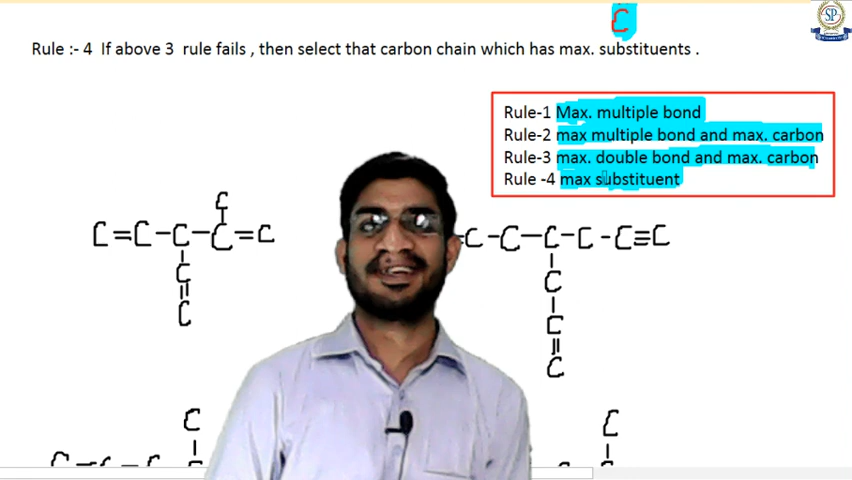 C
SP
Rule :- 4 If above 3 rule fails , then select that carbon chain which has max. substituents .
Rule-1 Max. multiple bond
Rule-2 max multiple bond and max. carbon
Rule-3 max. double bond and max. carbon
Rule -4 max substituent
C
C=C-C-C=C
C
C
=C-C-C-C-C≡C
C
C
C
C
C